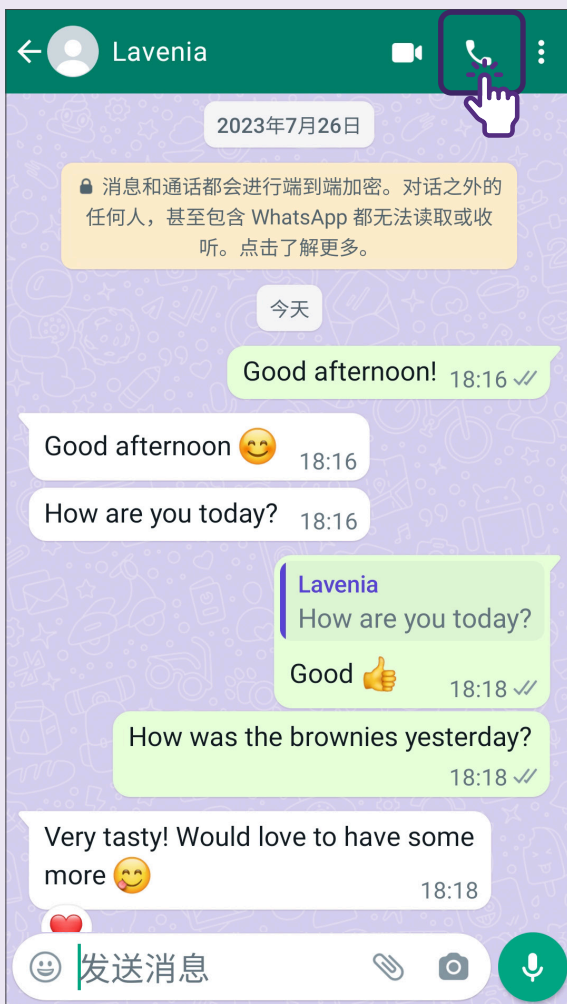 Lavenia
2023年7月26日
消息和通话都会进行端到端加密。对话之外的
任何人，甚至包含 WhatsApp 都无法读取或收
听。点击了解更多。
今天
Good afternoon! 18:16
Good afternoon 😊 18:16
How are you today? 18:16
Lavenia
How are you today?
Good 👍 18:18
How was the brownies yesterday?
18:18
Very tasty! Would love to have some
more 😋 18:18
发送消息